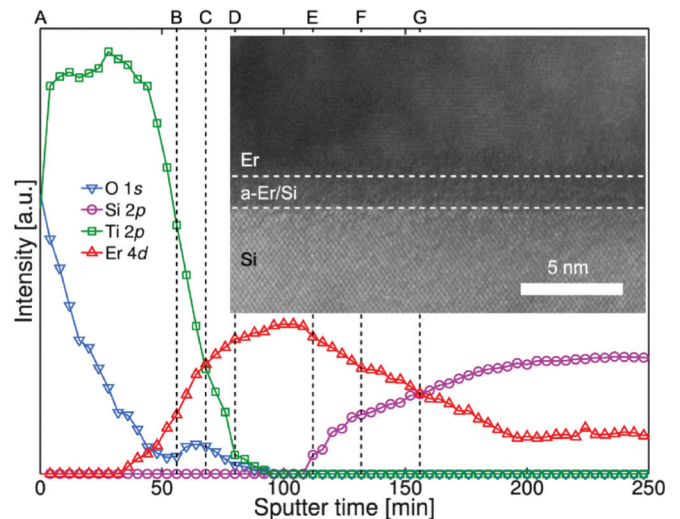 A B C D E F G
Intensity [a.u.]
O 1s
Si 2p
Ti 2p
Er 4d
Er
a-Er/Si
Si
5 nm
0 50 100 150 200 250
Sputter time [min]